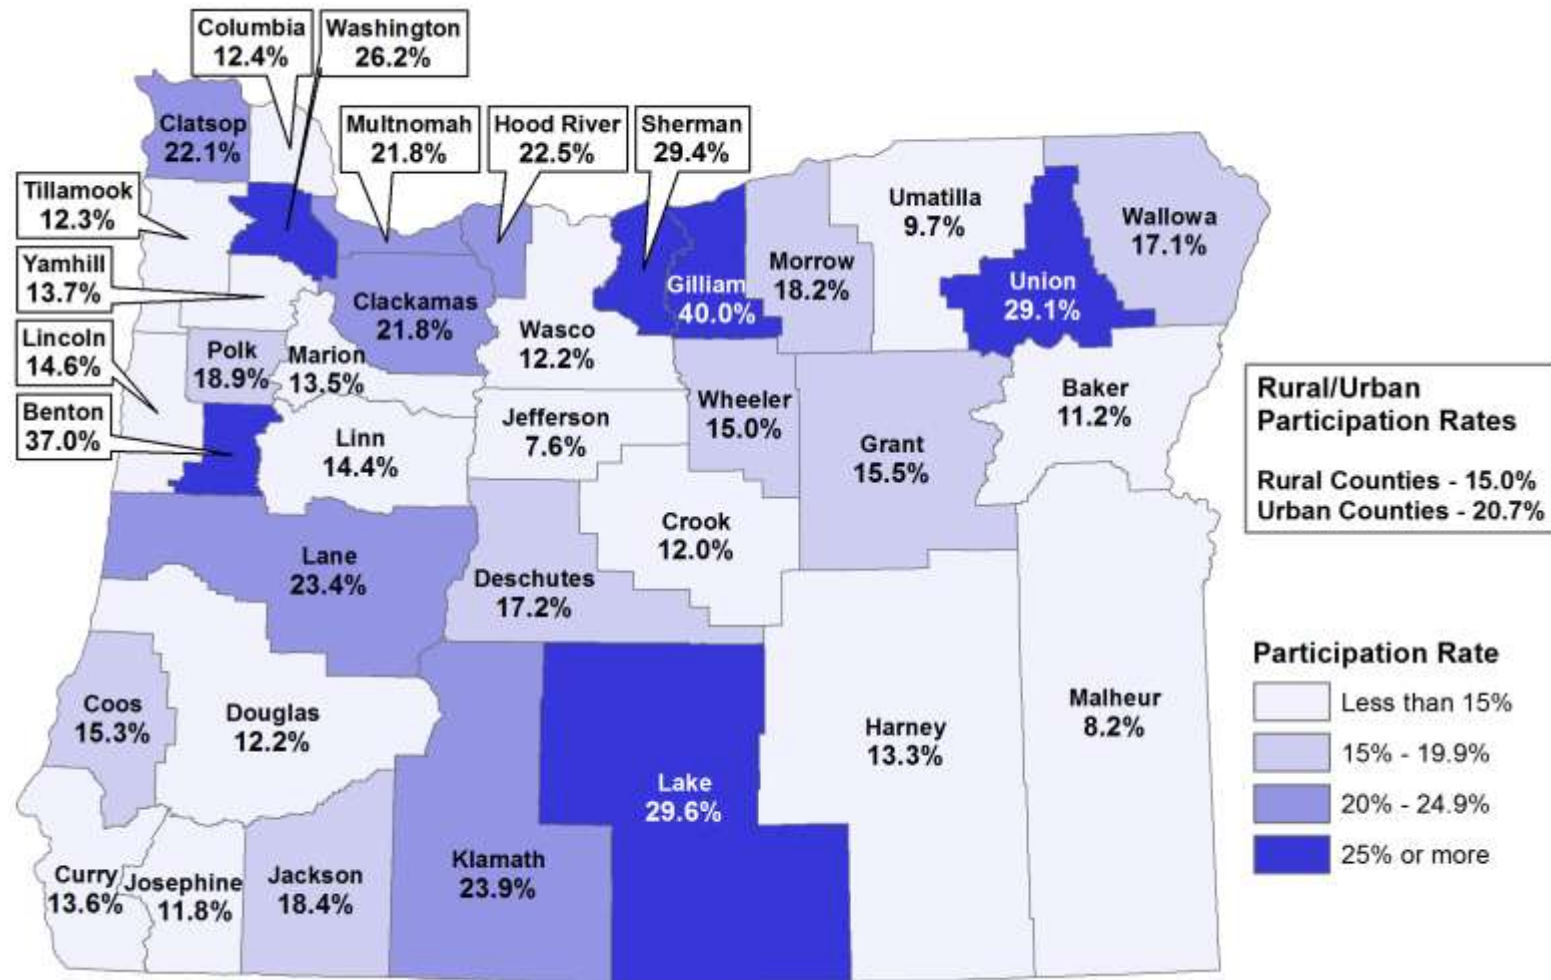 Columbia
12.4%
Washington
26.2%
Clatsop
22.1%
Multnomah
21.8%
Hood River
22.5%
Sherman
29.4%
Tillamook
12.3%
Umatilla
9.7%
Wallowa
17.1%
Yamhill
13.7%
Clackamas
21.8%
Gilliam
40.0%
Morrow
18.2%
Union
29.1%
Lincoln
14.6%
Polk
18.9%
Marion
13.5%
Wasco
12.2%
Benton
37.0%
Linn
14.4%
Jefferson
7.6%
Wheeler
15.0%
Grant
15.5%
Baker
11.2%
Rural/Urban
Participation Rates
Rural Counties - 15.0%
Urban Counties - 20.7%
Lane
23.4%
Deschutes
17.2%
Crook
12.0%
Coos
15.3%
Douglas
12.2%
Lake
29.6%
Harney
13.3%
Malheur
8.2%
Curry
13.6%
Josephine
11.8%
Jackson
18.4%
Klamath
23.9%
Participation Rate
Less than 15%
15% - 19.9%
20% - 24.9%
25% or more